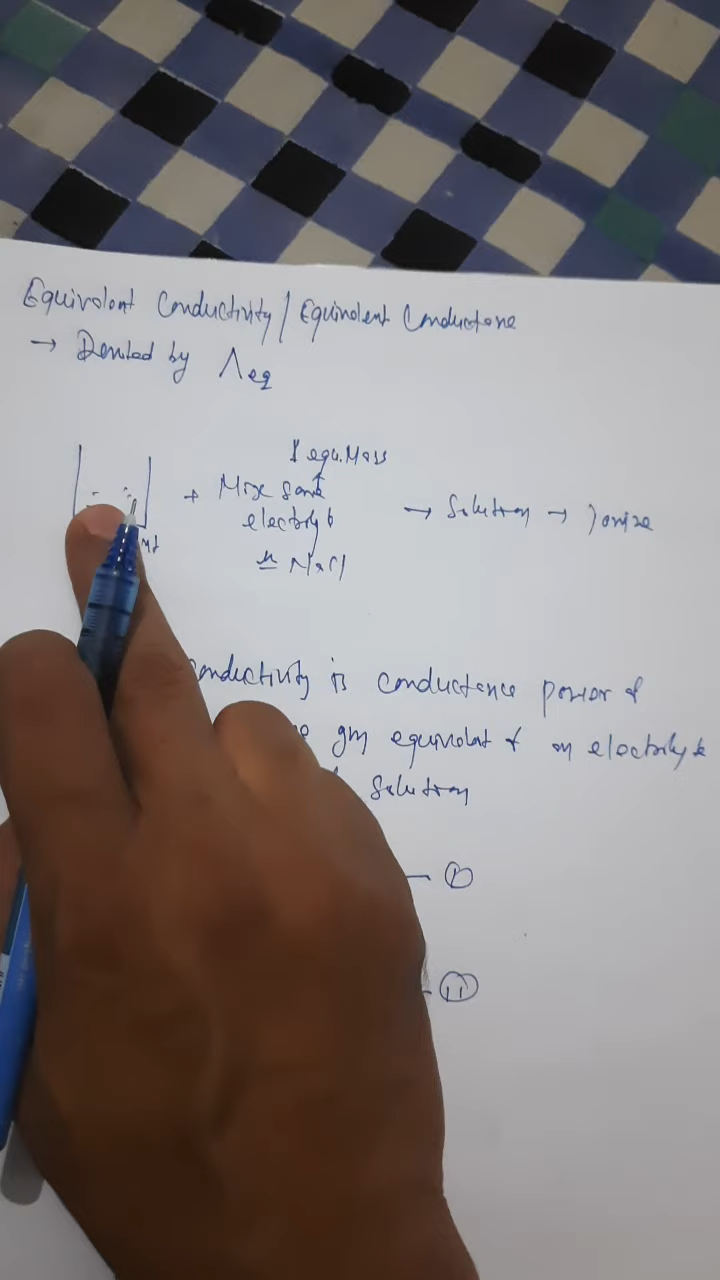 Equivalent Conductivity / Equivalent Conductance
→ Denoted by Λeq
1 equ. Mass
+ Mix some → Solution → Ionize
electrolyte
NaCl
conductivity is conductance power of
gm equivalent of an electrolyte
solution
— I
— II